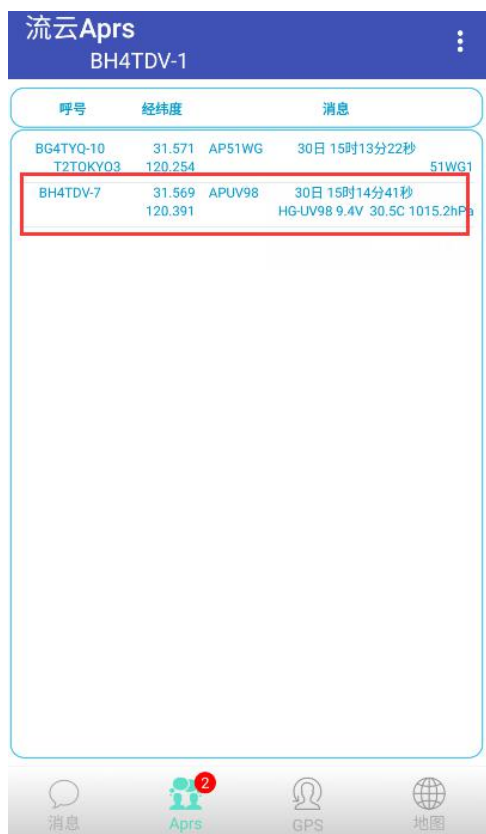 流云Aprs
BH4TDV-1
呼号 经纬度 消息
BG4TYQ-10 31.571 AP51WG 30日 15时13分22秒
T2TOKYO3 120.254 51WG1
BH4TDV-7 31.569 APUV98 30日 15时14分41秒
120.391 HG-UV98 9.4V 30.5C 1015.2hPa
2
消息 Aprs GPS 地图